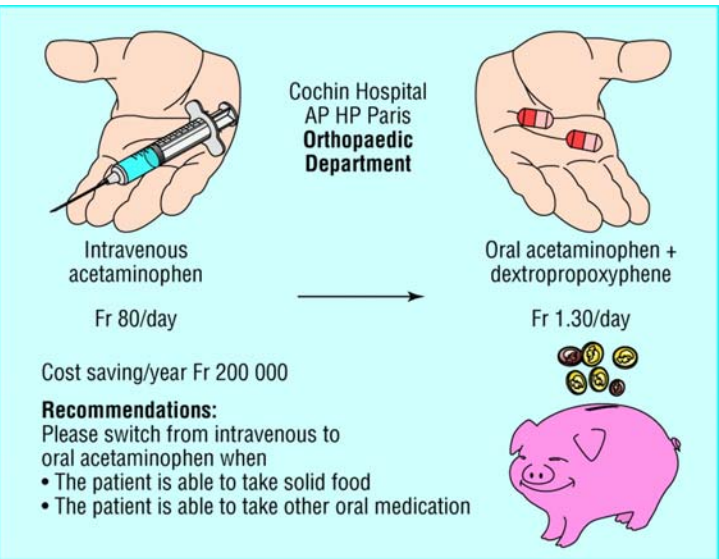 Cochin Hospital
AP HP Paris
Orthopaedic
Department
Intravenous
acetaminophen
Fr 80/day
Oral acetaminophen +
dextropropoxyphene
Fr 1.30/day
Cost saving/year Fr 200 000
Recommendations:
Please switch from intravenous to
oral acetaminophen when
• The patient is able to take solid food
• The patient is able to take other oral medication